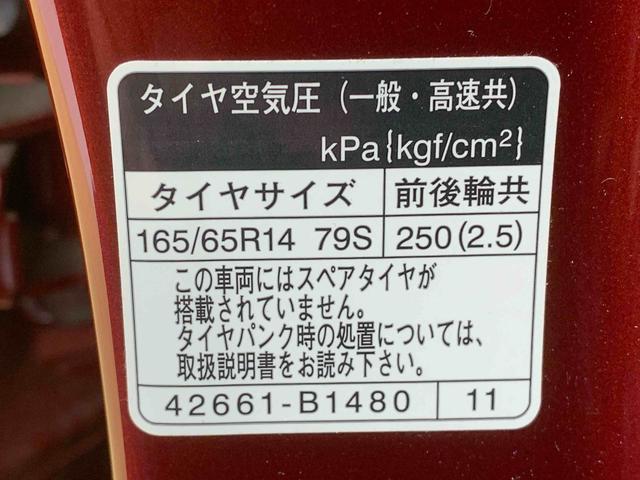 タイヤ空気圧（一般・高速共）
kPa{kgf/cm²}
タイヤサイズ 前後輪共
165/65R14 79S 250(2.5)
この車両にはスペアタイヤが
搭載されていません。
タイヤパンク時の処置については、
取扱説明書をお読み下さい。
42661-B1480 11